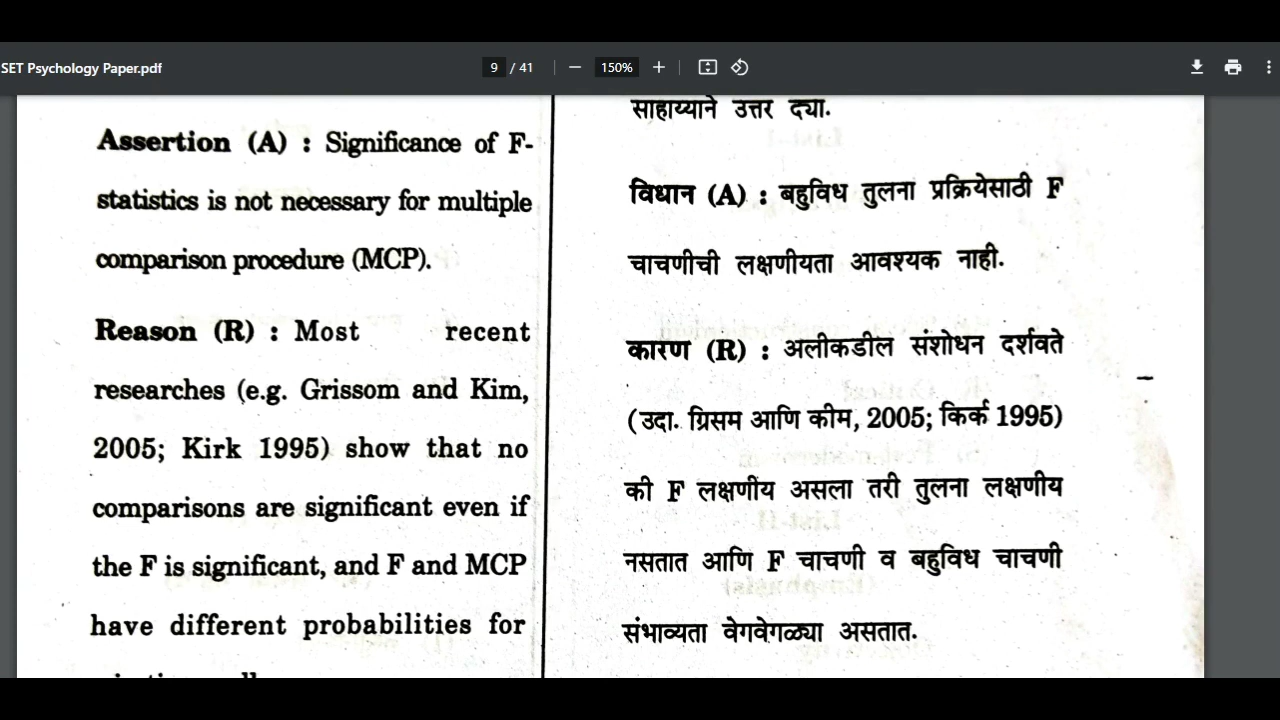 SET Psychology Paper.pdf
9 / 41
150%
Assertion (A) : Significance of F-
statistics is not necessary for multiple
comparison procedure (MCP).
Reason (R) : Most recent
researches (e.g. Grissom and Kim,
2005; Kirk 1995) show that no
comparisons are significant even if
the F is significant, and F and MCP
have different probabilities for
साहाय्याने उत्तर द्या.
विधान (A) : बहुविध तुलना प्रक्रियेसाठी F
चाचणीची लक्षणीयता आवश्यक नाही.
कारण (R) : अलीकडील संशोधन दर्शवते
(उदा. ग्रिसम आणि कीम, 2005; किर्क 1995)
की F लक्षणीय असला तरी तुलना लक्षणीय
नसतात आणि F चाचणी व बहुविध चाचणी
संभाव्यता वेगवेगळ्या असतात.